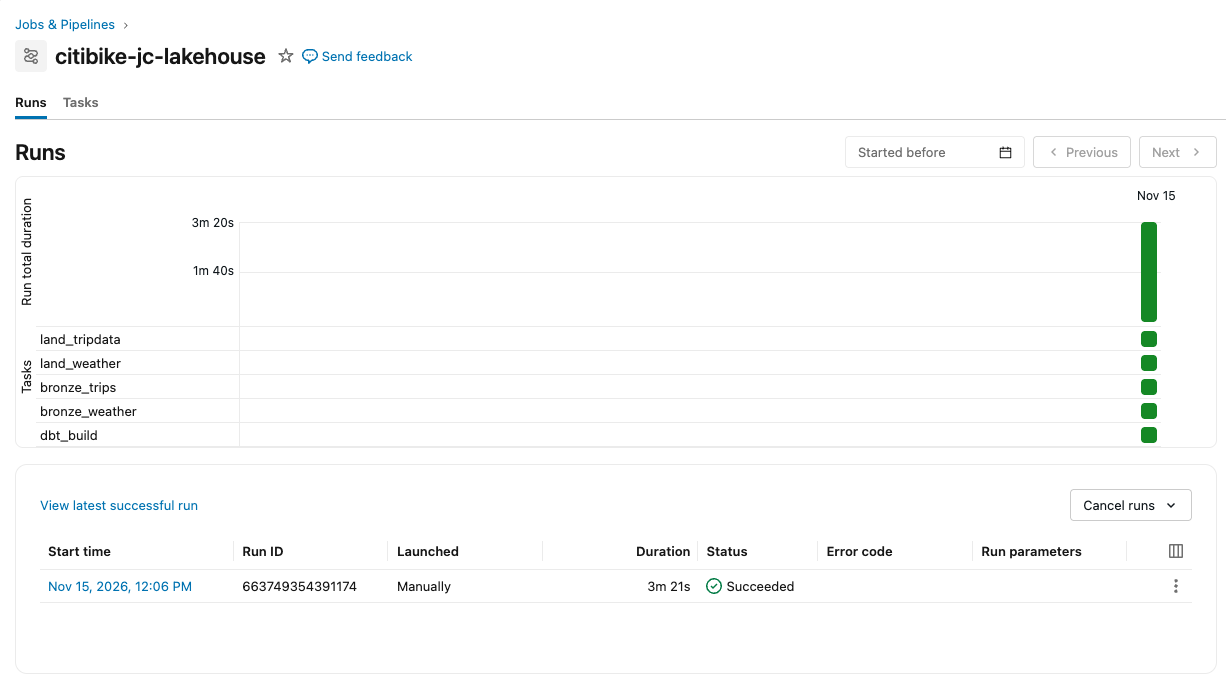 Jobs & Pipelines
citibike-jc-lakehouse Send feedback
Runs Tasks
Runs
Started before Previous Next
Nov 15
Run total duration
3m 20s
1m 40s
Tasks
land_tripdata
land_weather
bronze_trips
bronze_weather
dbt_build
View latest successful run Cancel runs
Start time Run ID Launched Duration Status Error code Run parameters
Nov 15, 2026, 12:06 PM 663749354391174 Manually 3m 21s Succeeded